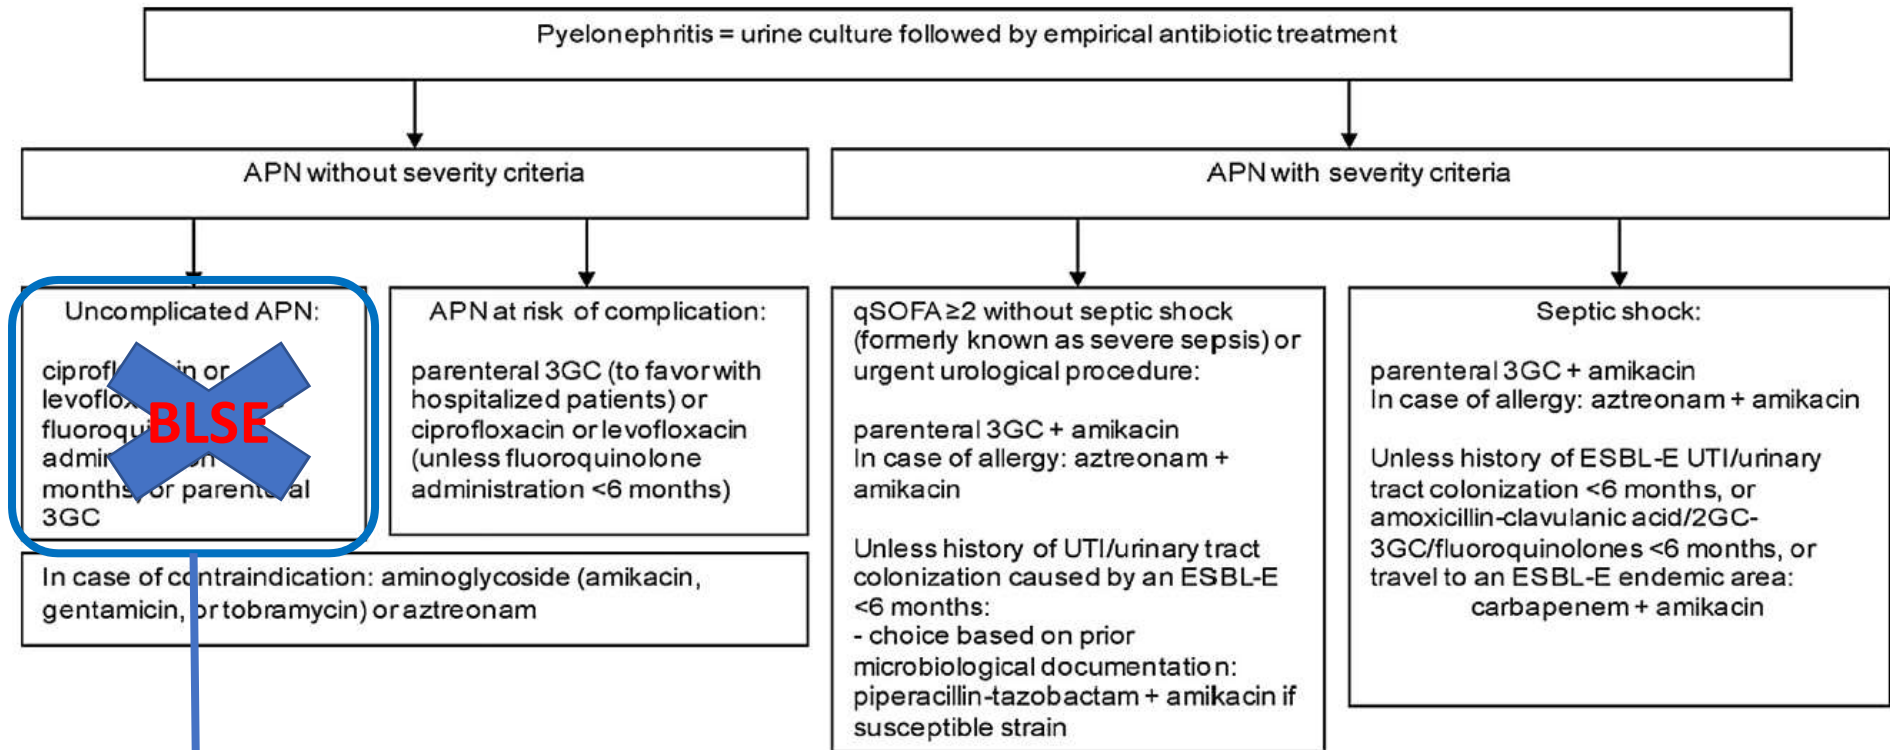 Pyelonephritis = urine culture followed by empirical antibiotic treatment
APN without severity criteria
APN with severity criteria
Uncomplicated APN:
ciprofl in or
levoflox
fluoroqui
admin on
months or parenteral
3GC
BLSE
APN at risk of complication:
parenteral 3GC (to favor with
hospitalized patients) or
ciprofloxacin or levofloxacin
(unless fluoroquinolone
administration <6 months)
In case of contraindication: aminoglycoside (amikacin,
gentamicin, or tobramycin) or aztreonam
qSOFA ≥2 without septic shock
(formerly known as severe sepsis) or
urgent urological procedure:
parenteral 3GC + amikacin
In case of allergy: aztreonam +
amikacin
Unless history of UTI/urinary tract
colonization caused by an ESBL-E
<6 months:
- choice based on prior
microbiological documentation:
piperacillin-tazobactam + amikacin if
susceptible strain
Septic shock:
parenteral 3GC + amikacin
In case of allergy: aztreonam + amikacin
Unless history of ESBL-E UTI/urinary
tract colonization <6 months, or
amoxicillin-clavulanic acid/2GC-
3GC/fluoroquinolones <6 months, or
travel to an ESBL-E endemic area:
carbapenem + amikacin